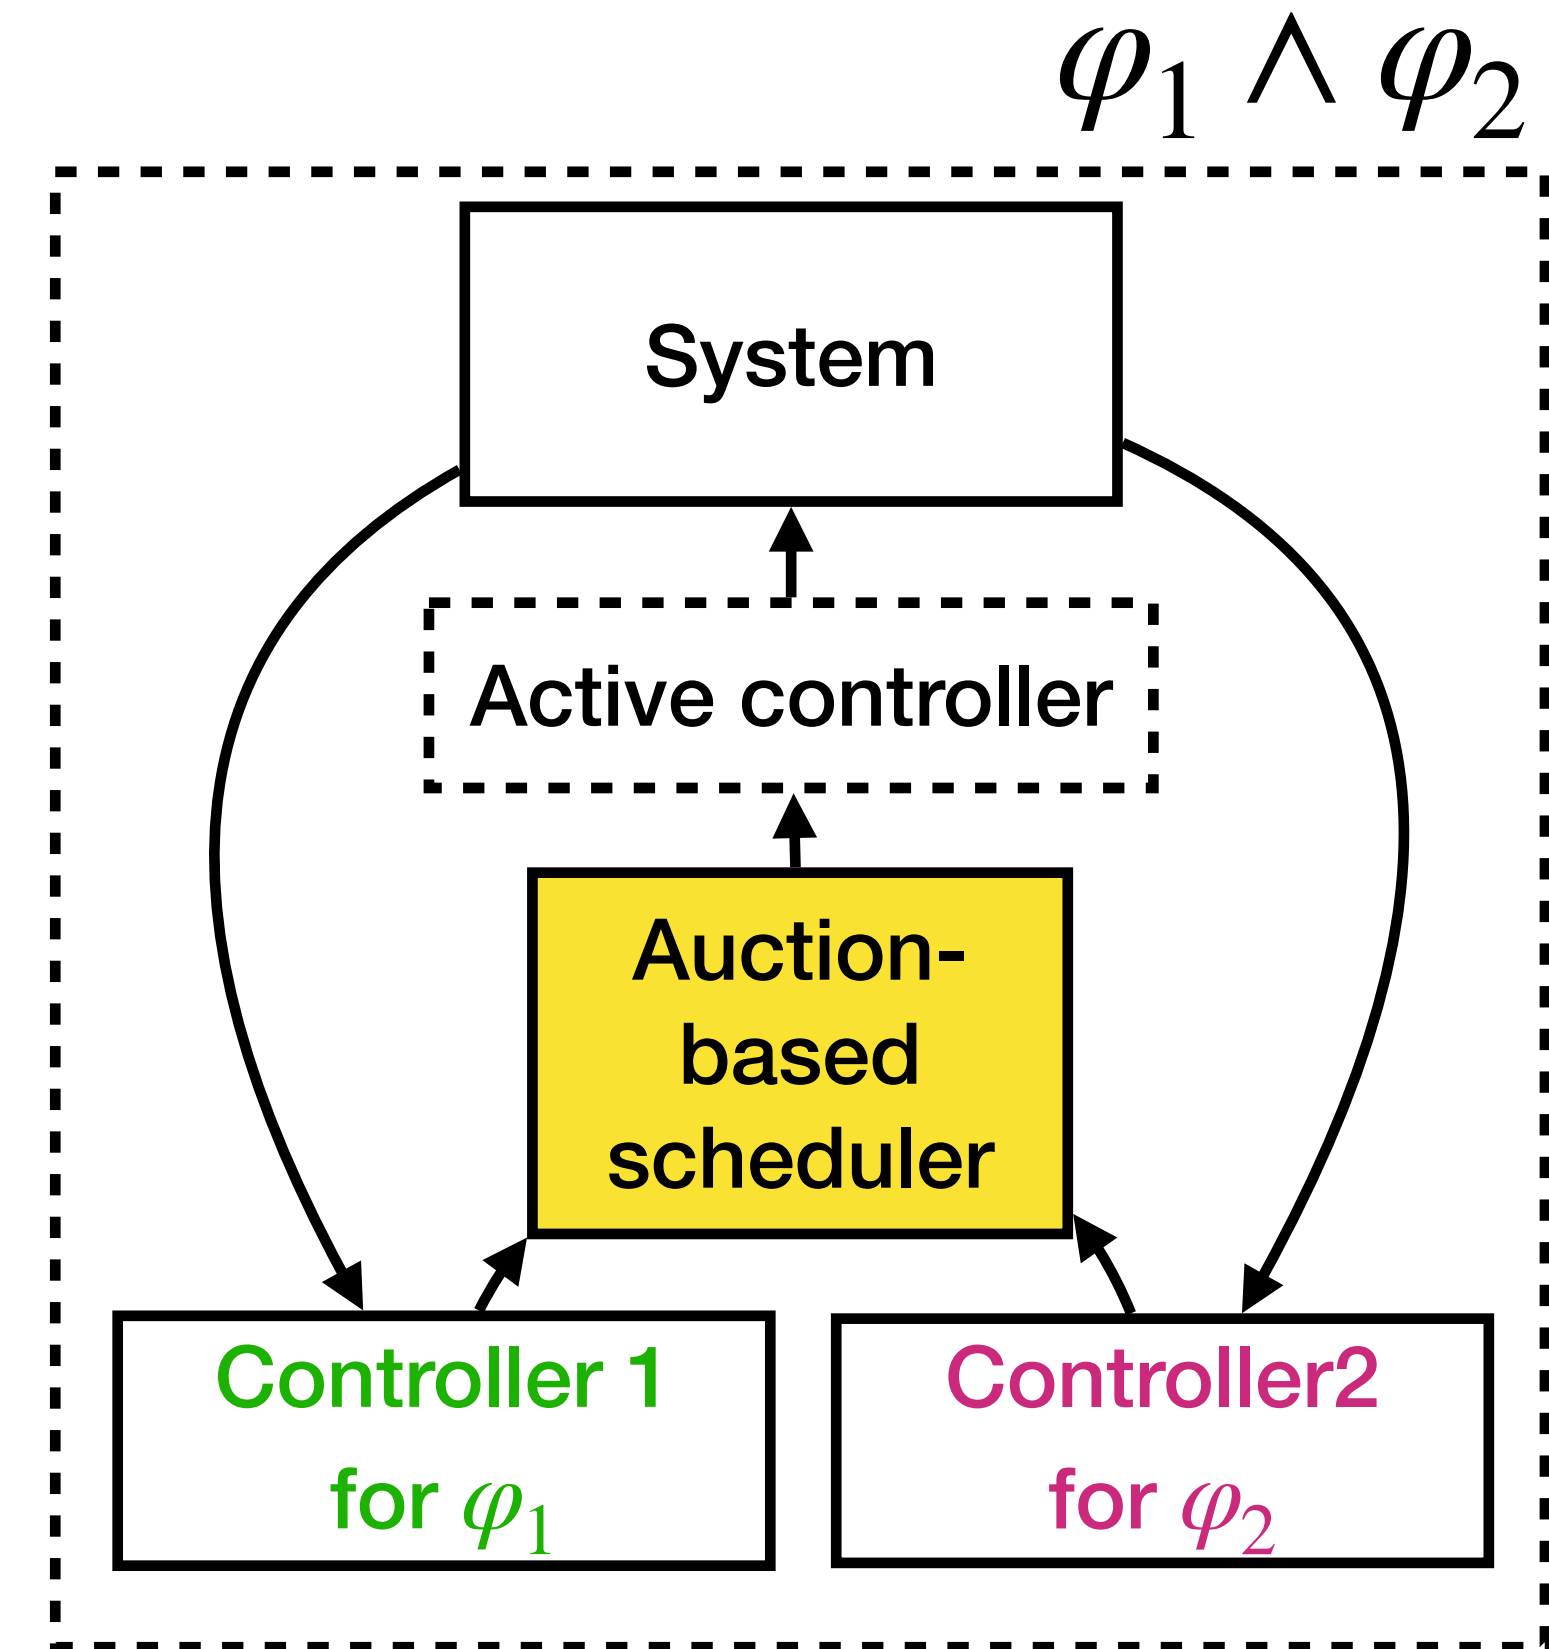 φ₁ ∧ φ₂
System
Active controller
Auction-
based
scheduler
Controller 1
for φ₁
Controller2
for φ₂